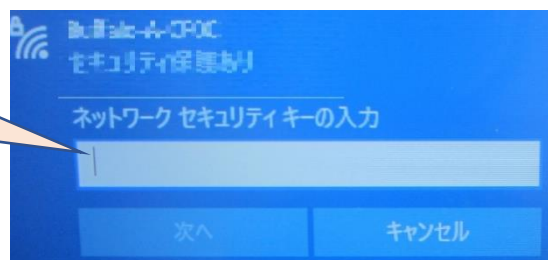 セキュリティ保護あり
ネットワーク セキュリティ キーの入力
次へ
キャンセル